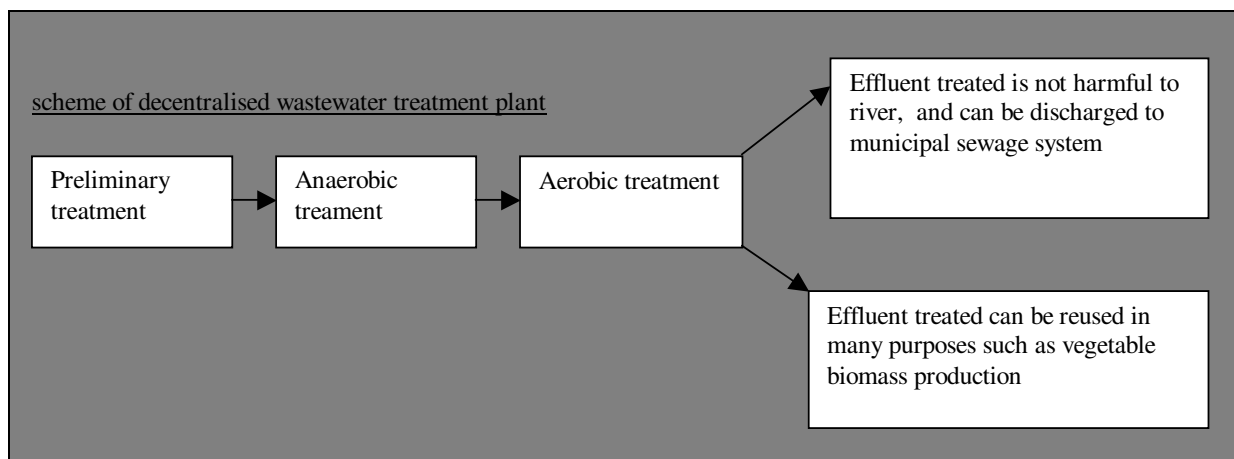 scheme of decentralised wastewater treatment plant
Preliminary
treatment
Anaerobic
treament
Aerobic treatment
Effluent treated is not harmful to
river,  and can be discharged to
municipal sewage system
Effluent treated can be reused in
many purposes such as vegetable
biomass production